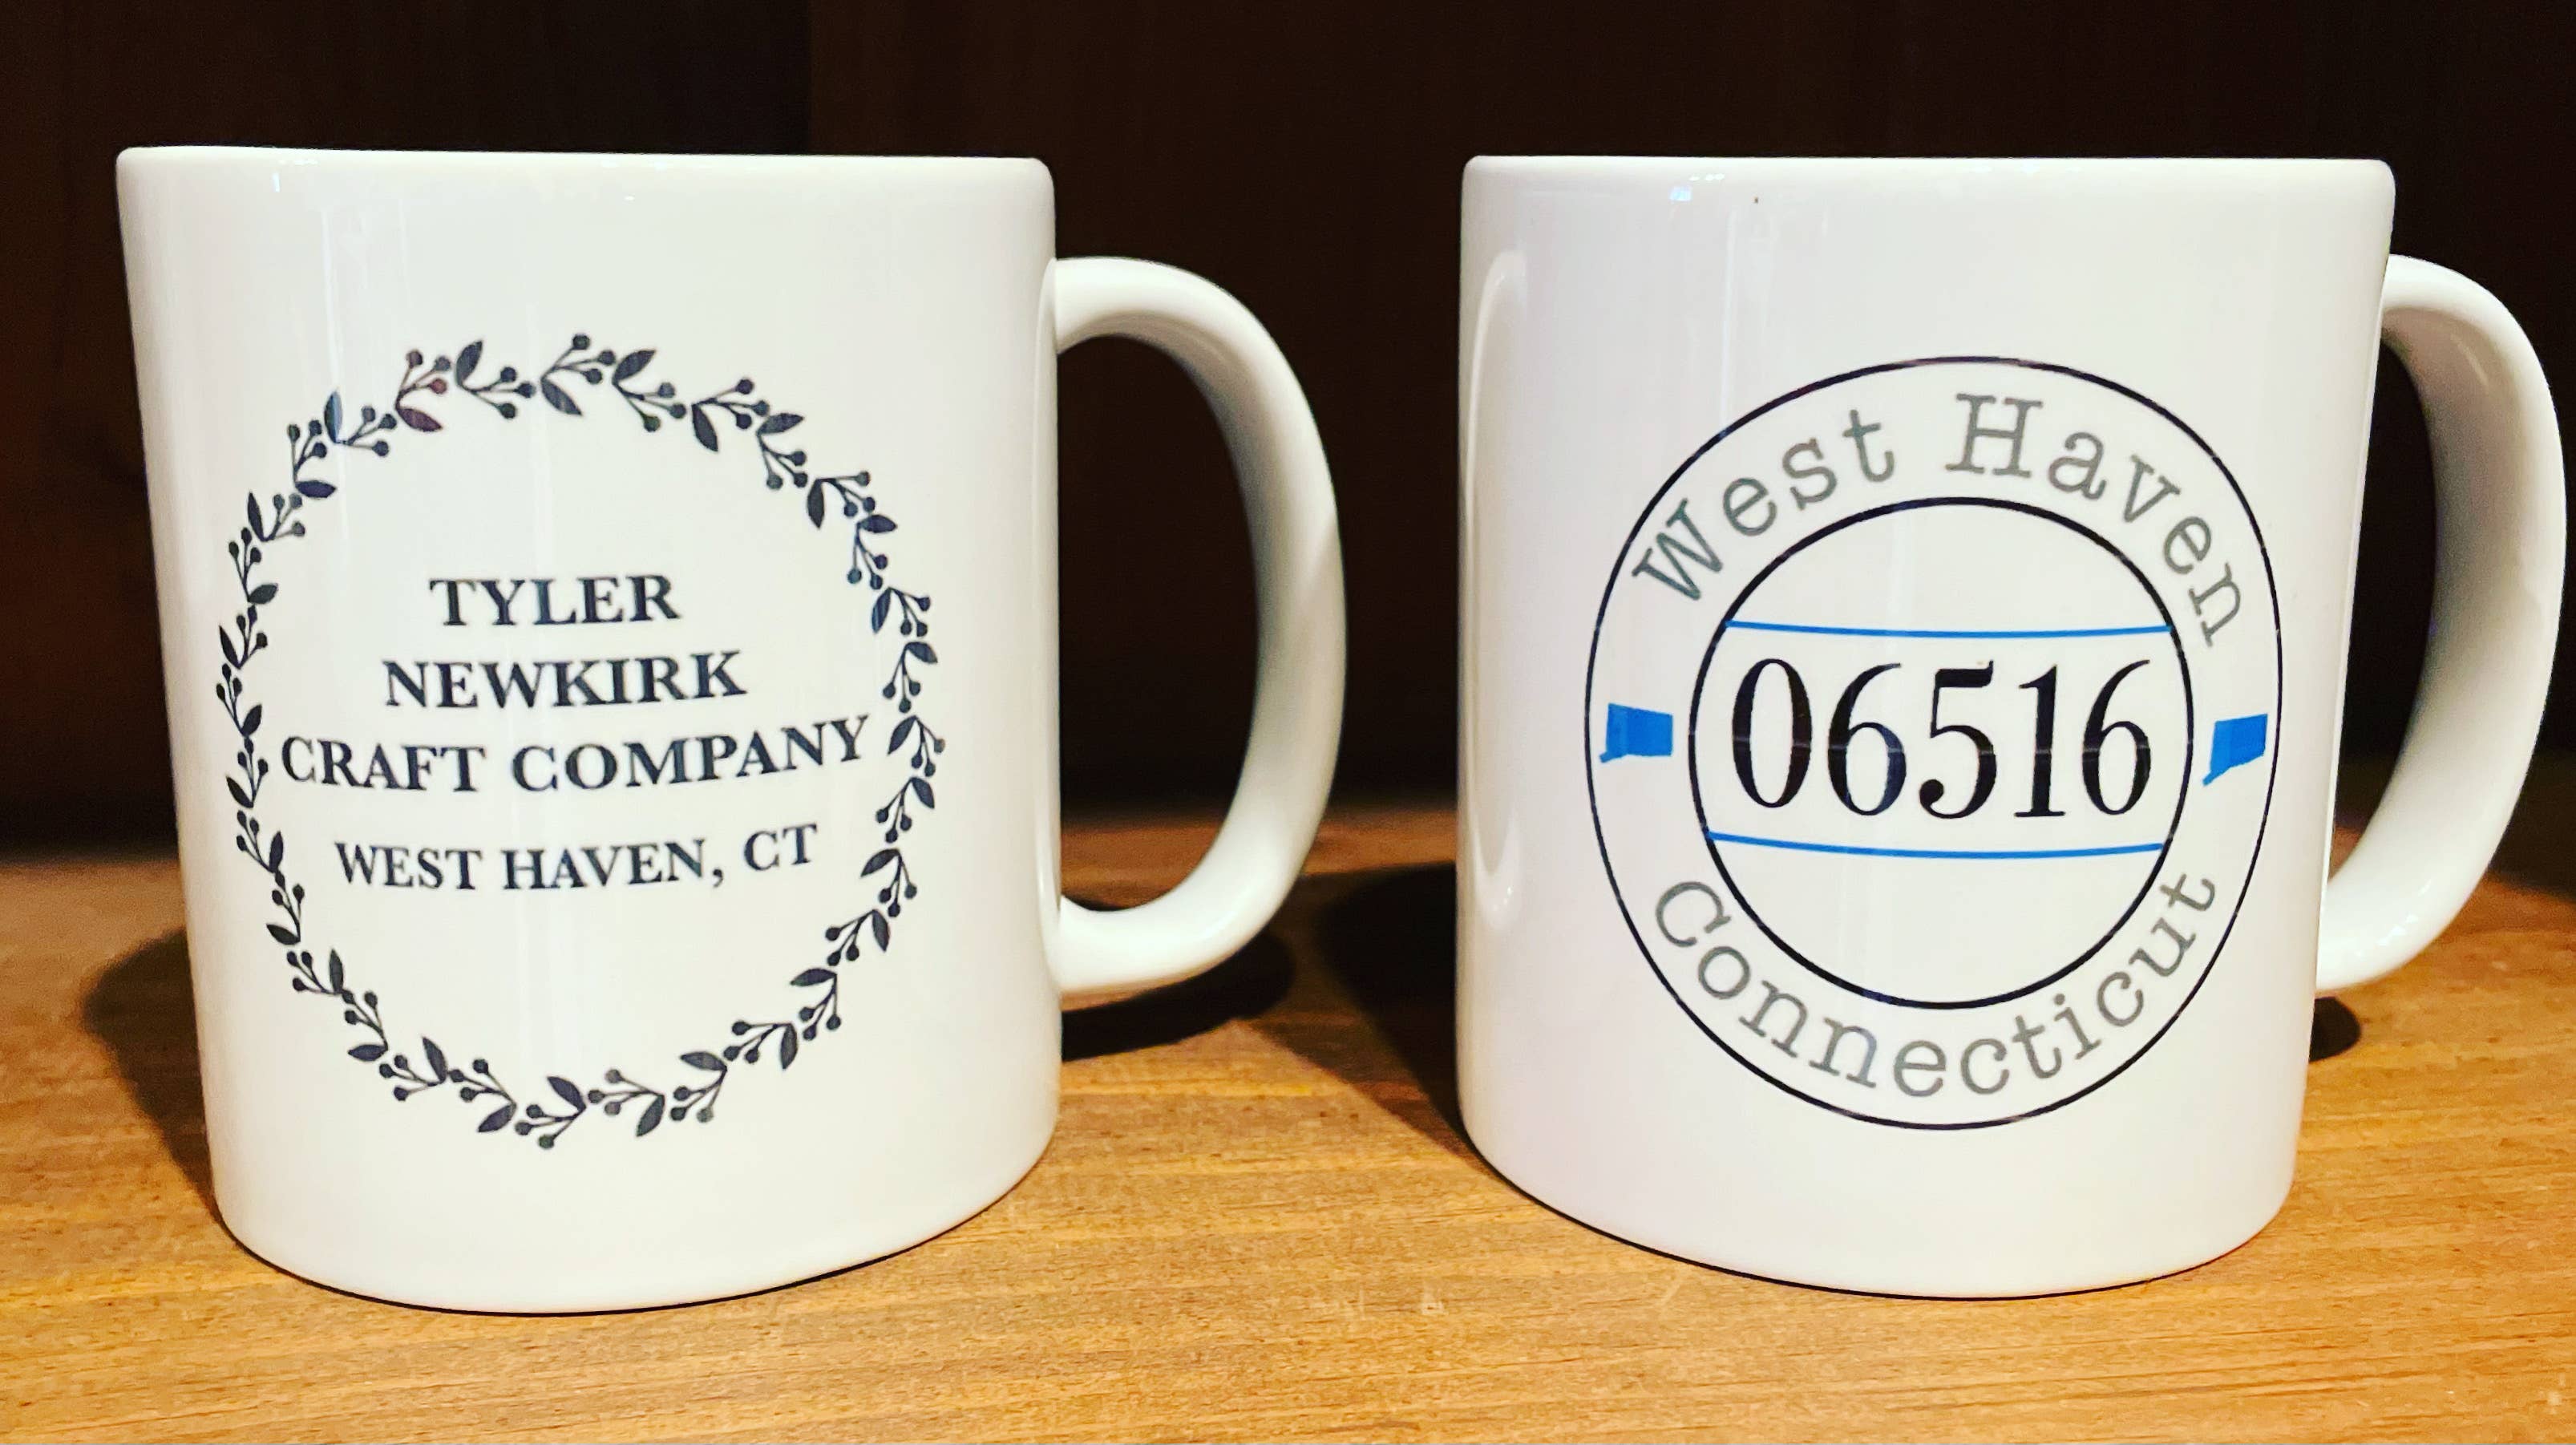 TYLER
NEWKIRK
CRAFT COMPANY
WEST HAVEN, CT
West Haven
06516
Connecticut